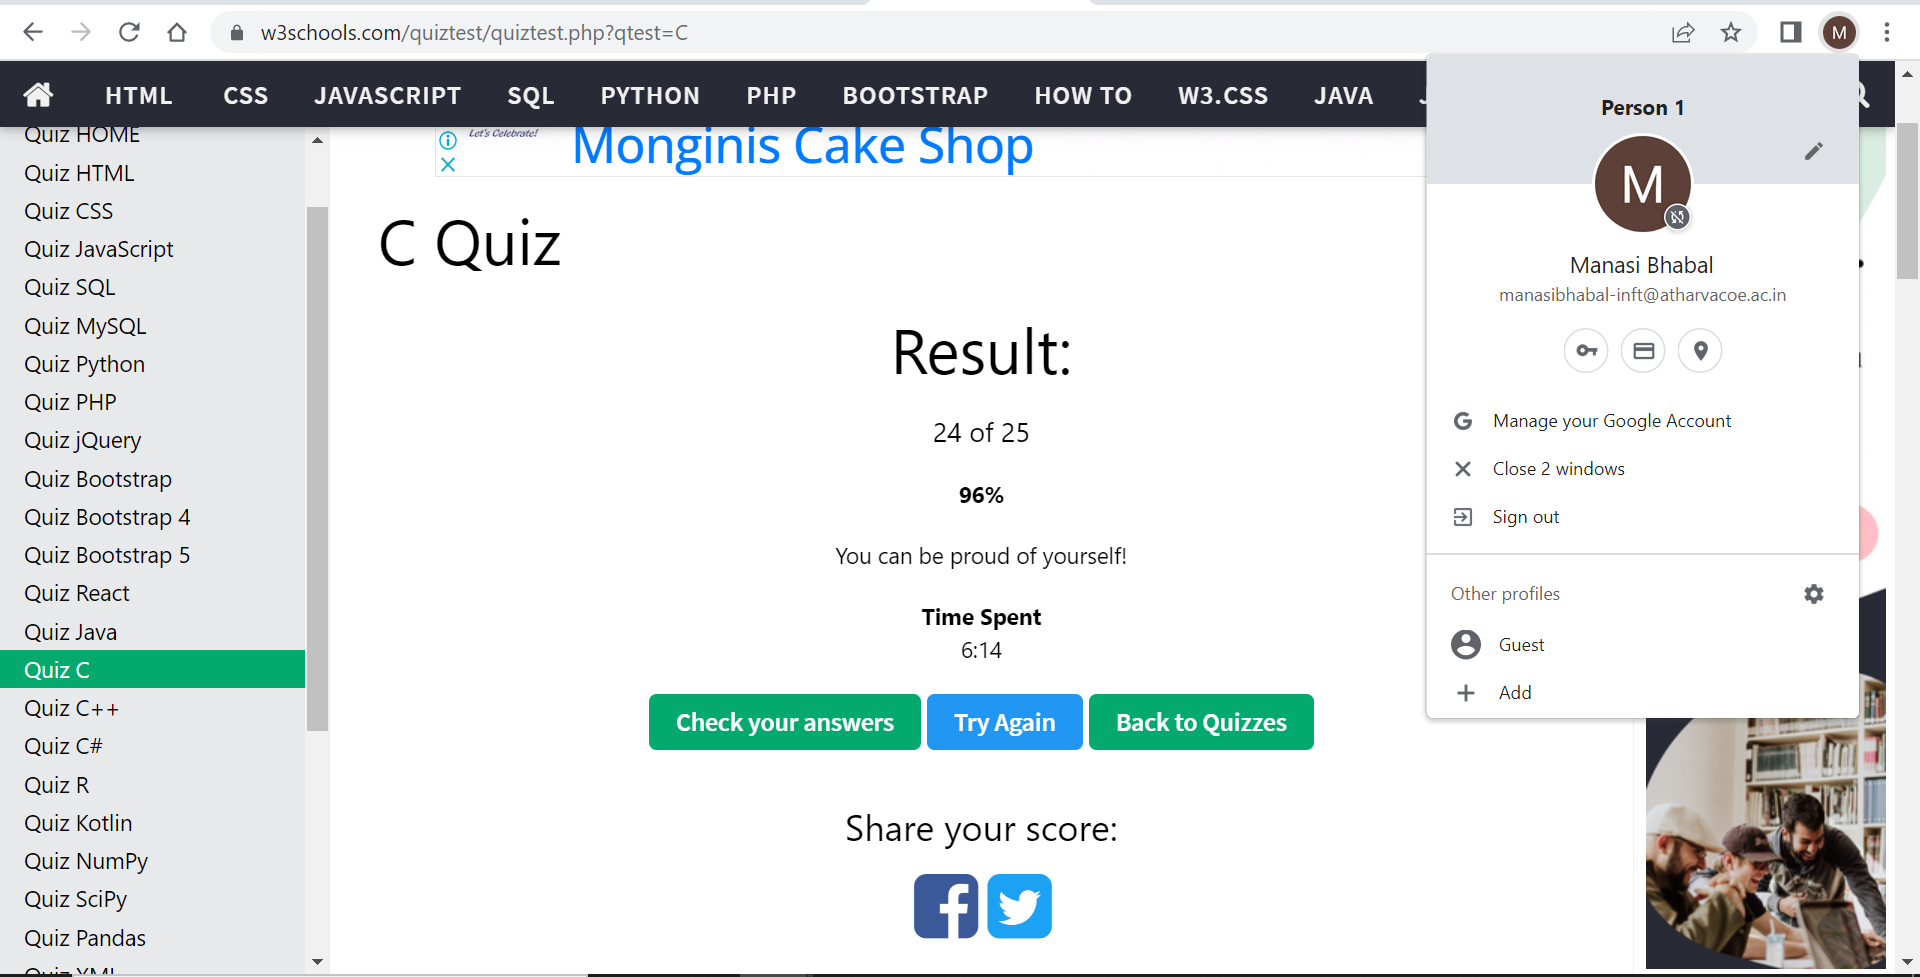 w3schools.com/quiztest/quiztest.php?qtest=C
M
HTML CSS JAVASCRIPT SQL PYTHON PHP BOOTSTRAP HOW TO W3.CSS JAVA
Quiz HOME
Quiz HTML
Quiz CSS
Quiz JavaScript
Quiz SQL
Quiz MySQL
Quiz Python
Quiz PHP
Quiz jQuery
Quiz Bootstrap
Quiz Bootstrap 4
Quiz Bootstrap 5
Quiz React
Quiz Java
Quiz C
Quiz C++
Quiz C#
Quiz R
Quiz Kotlin
Quiz NumPy
Quiz SciPy
Quiz Pandas
Quiz XML
Let's Celebrate!
Monginis Cake Shop
C Quiz
Result:
24 of 25
96%
You can be proud of yourself!
Time Spent
6:14
Check your answers Try Again Back to Quizzes
Share your score:
Person 1
M
Manasi Bhabal
manasibhabal-inft@atharvacoe.ac.in
Manage your Google Account
Close 2 windows
Sign out
Other profiles
Guest
Add